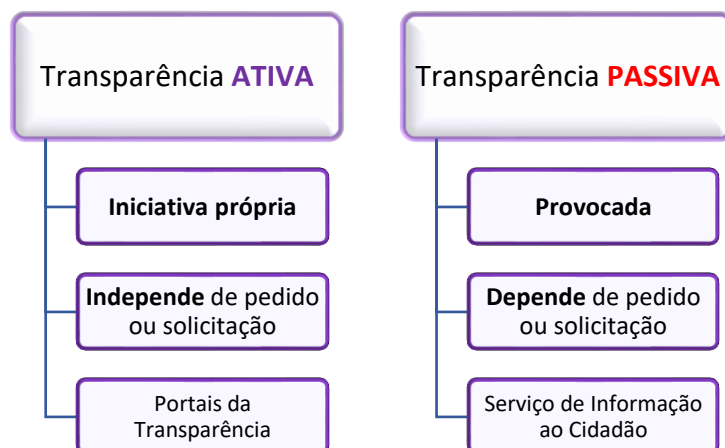 Transparência ATIVA
Iniciativa própria
Independe de pedido
ou solicitação
Portais da
Transparência
Transparência PASSIVA
Provocada
Depende de pedido
ou solicitação
Serviço de Informação
ao Cidadão